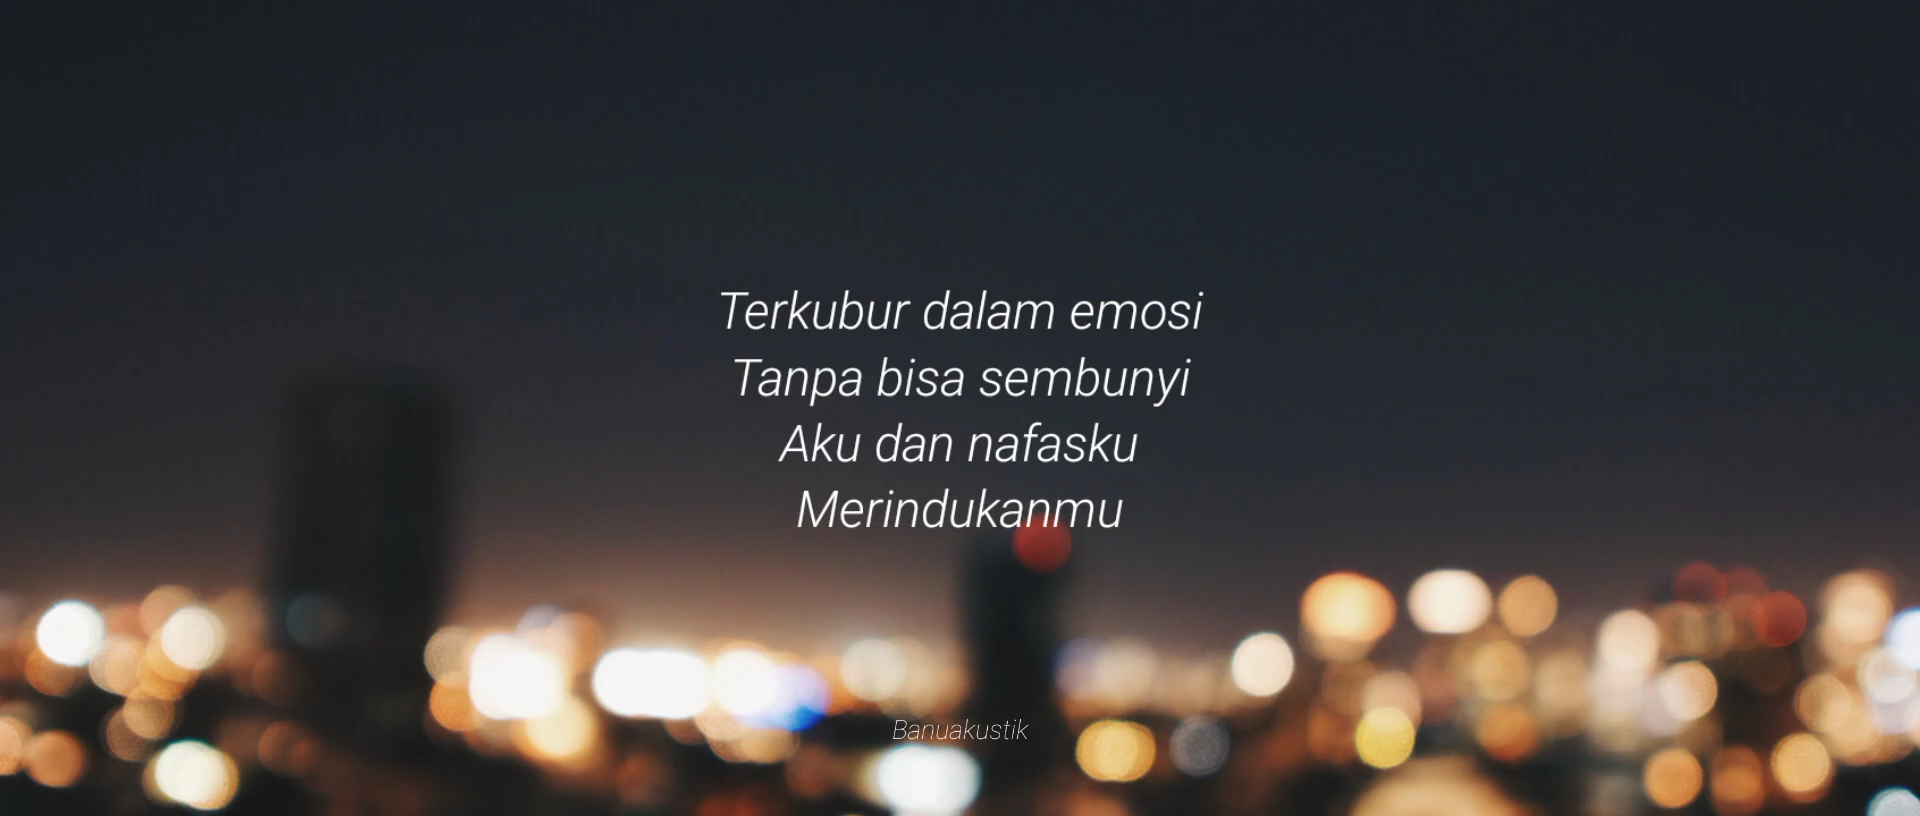 Terkubur dalam emosi
Tanpa bisa sembunyi
Aku dan nafasku
Merindukanmu
Banuakustik